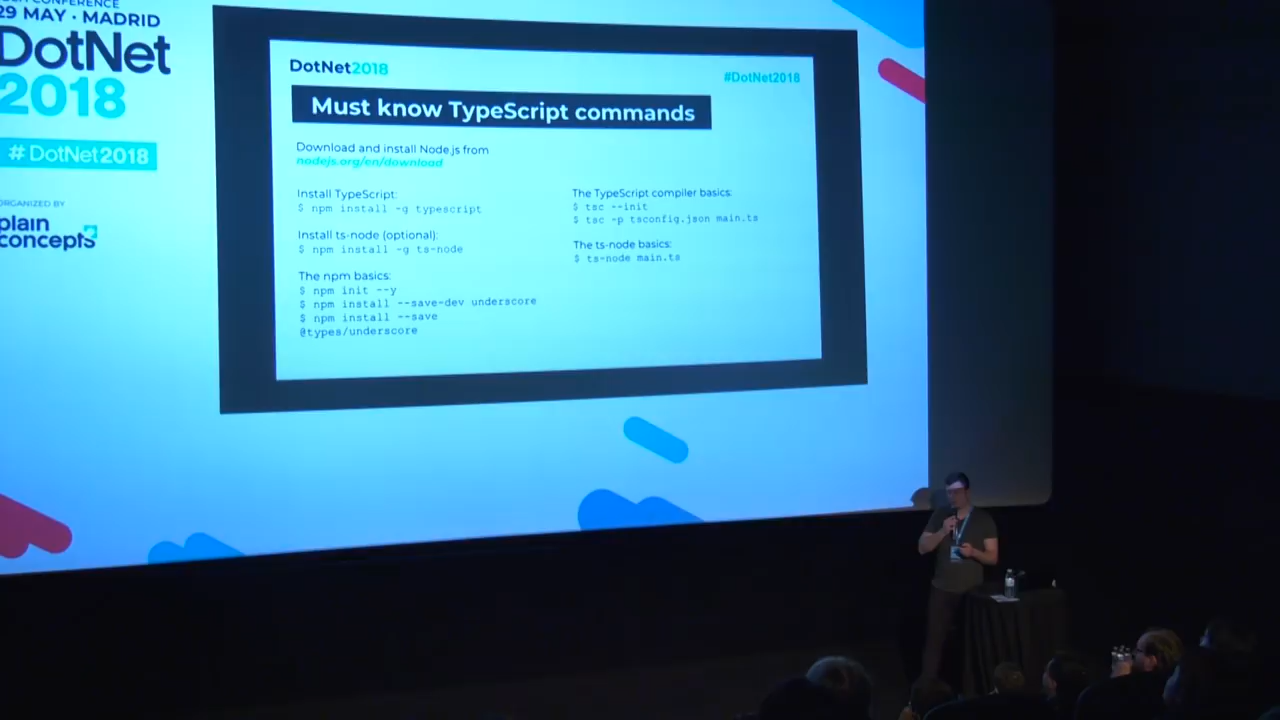 29 MAY · MADRID
DotNet
2018
#DotNet2018
ORGANIZED BY
plain
concepts
DotNet2018
#DotNet2018
Must know TypeScript commands
Download and install Node.js from
nodejs.org/en/download
Install TypeScript:
$ npm install -g typescript
Install ts-node (optional):
$ npm install -g ts-node
The npm basics:
$ npm init --y
$ npm install --save-dev underscore
$ npm install --save
@types/underscore
The TypeScript compiler basics:
$ tsc --init
$ tsc -p tsconfig.json main.ts
The ts-node basics:
$ ts-node main.ts